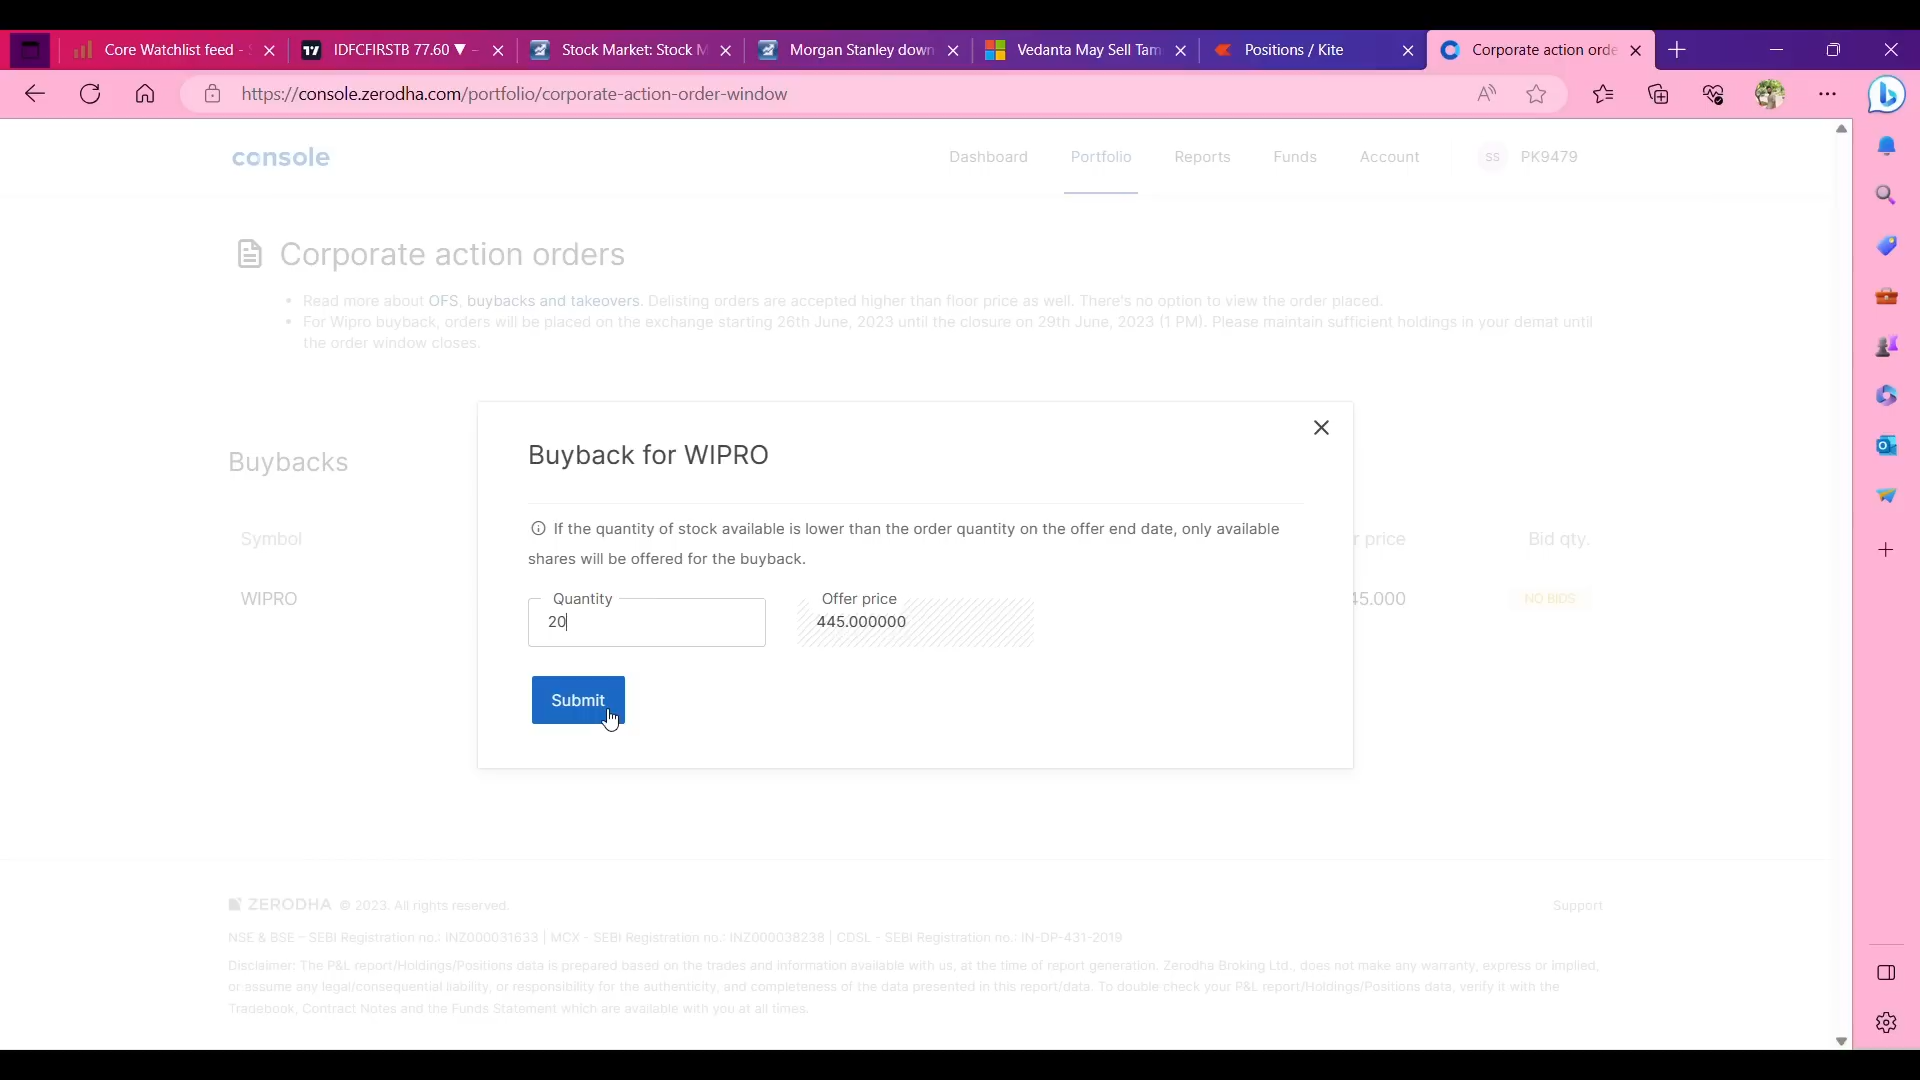 Core Watchlist feed -
IDFCFIRSTB 77.60 ▼ -
Stock Market: Stock M
Morgan Stanley down
Vedanta May Sell Tam
Positions / Kite
Corporate action orde
https://console.zerodha.com/portfolio/corporate-action-order-window
console
Dashboard
Portfolio
Reports
Funds
Account
SS
PK9479
Corporate action orders
• Read more about OFS, buybacks and takeovers. Delisting orders are accepted higher than floor price as well. There's no option to view the order placed.
• For Wipro buyback, orders will be placed on the exchange starting 26th June, 2023 until the closure on 29th June, 2023 (1 PM). Please maintain sufficient holdings in your demat until
the order window closes.
Buybacks
Buyback for WIPRO
If the quantity of stock available is lower than the order quantity on the offer end date, only available
shares will be offered for the buyback.
Symbol
r price
Bid qty.
WIPRO
45.000
NO BIDS
Quantity
20
Offer price
445.000000
Submit
ZERODHA © 2023. All rights reserved.
Support
NSE & BSE – SEBI Registration no.: INZ000031633 | MCX - SEBI Registration no.: INZ000038238 | CDSL - SEBI Registration no.: IN-DP-431-2019
Disclaimer: The P&L report/Holdings/Positions data is prepared based on the trades and information available with us, at the time of report generation. Zerodha Broking Ltd., does not make any warranty, express or implied,
or assume any legal/consequential liability, or responsibility for the authenticity, and completeness of the data presented in this report/data. To double check your P&L report/Holdings/Positions data, verify it with the
Tradebook, Contract Notes and the Funds Statement which are available with you at all times.